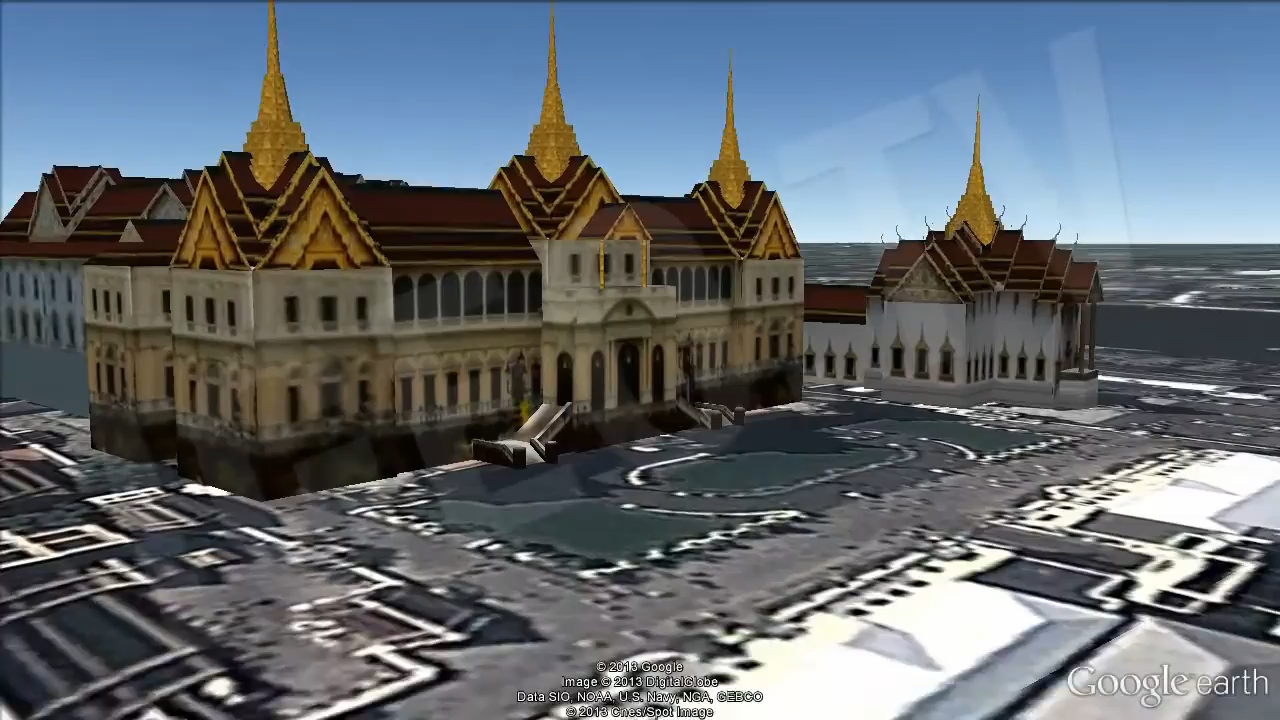 © 2013 Google
Image © 2013 DigitalGlobe
Data SIO, NOAA, U.S. Navy, NGA, GEBCO
© 2013 Cnes/Spot Image
Google earth